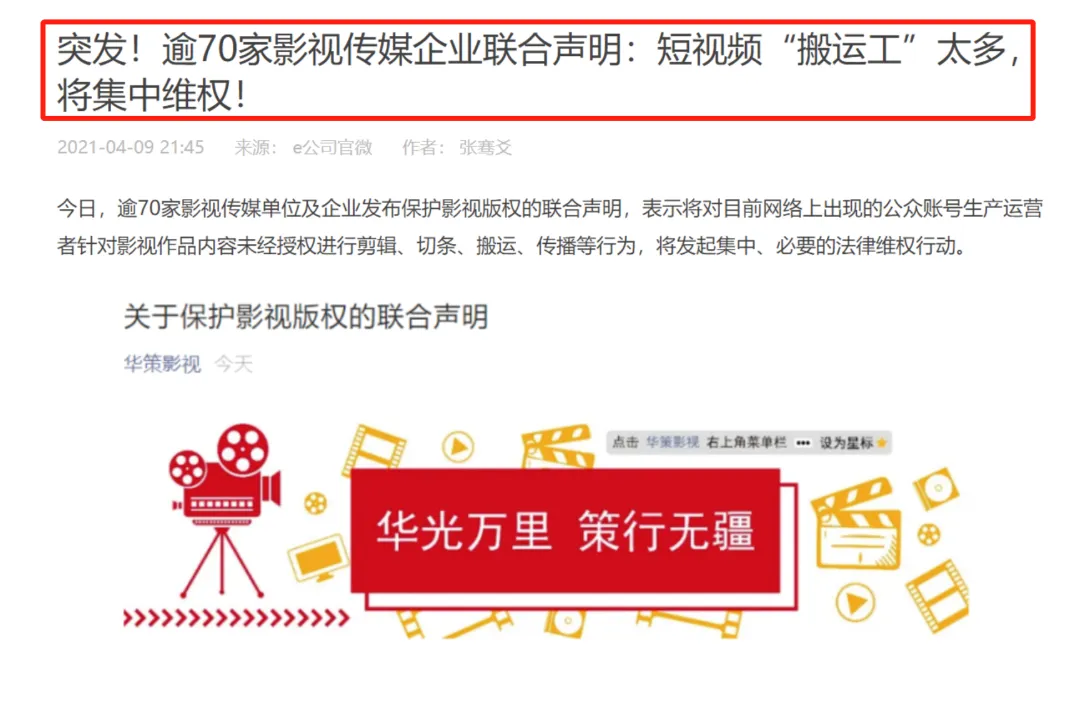 突发！逾70家影视传媒企业联合声明：短视频“搬运工”太多，
将集中维权！
2021-04-09 21:45 来源： e公司官微 作者： 张骞爻
今日，逾70家影视传媒单位及企业发布保护影视版权的联合声明，表示将对目前网络上出现的公众账号生产运营
者针对影视作品内容未经授权进行剪辑、切条、搬运、传播等行为，将发起集中、必要的法律维权行动。
关于保护影视版权的联合声明
华策影视 今天
点击 华策影视 右上角菜单栏 ••• 设为星标
华光万里 策行无疆